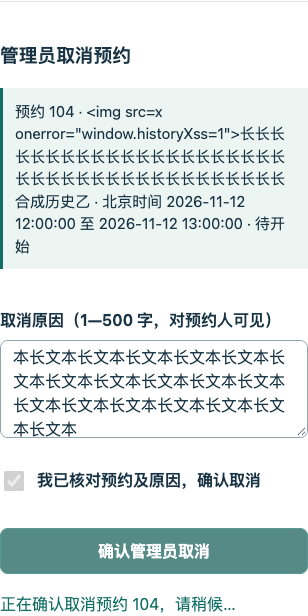 管理员取消预约
预约 104 · <img src=x
onerror="window.historyXss=1">长长长
长长长长长长长长长长长长长长长长长长
长长长长长长长长长长长长长长长长长长
合成历史乙 · 北京时间 2026-11-12
12:00:00 至 2026-11-12 13:00:00 · 待开
始
取消原因（1—500 字，对预约人可见）
本长文本长文本长文本长文本长文本长
文本长文本长文本长文本长文本长文本
长文本长文本长文本长文本长文本长文
本长文本
我已核对预约及原因，确认取消
确认管理员取消
正在确认取消预约 104，请稍候...